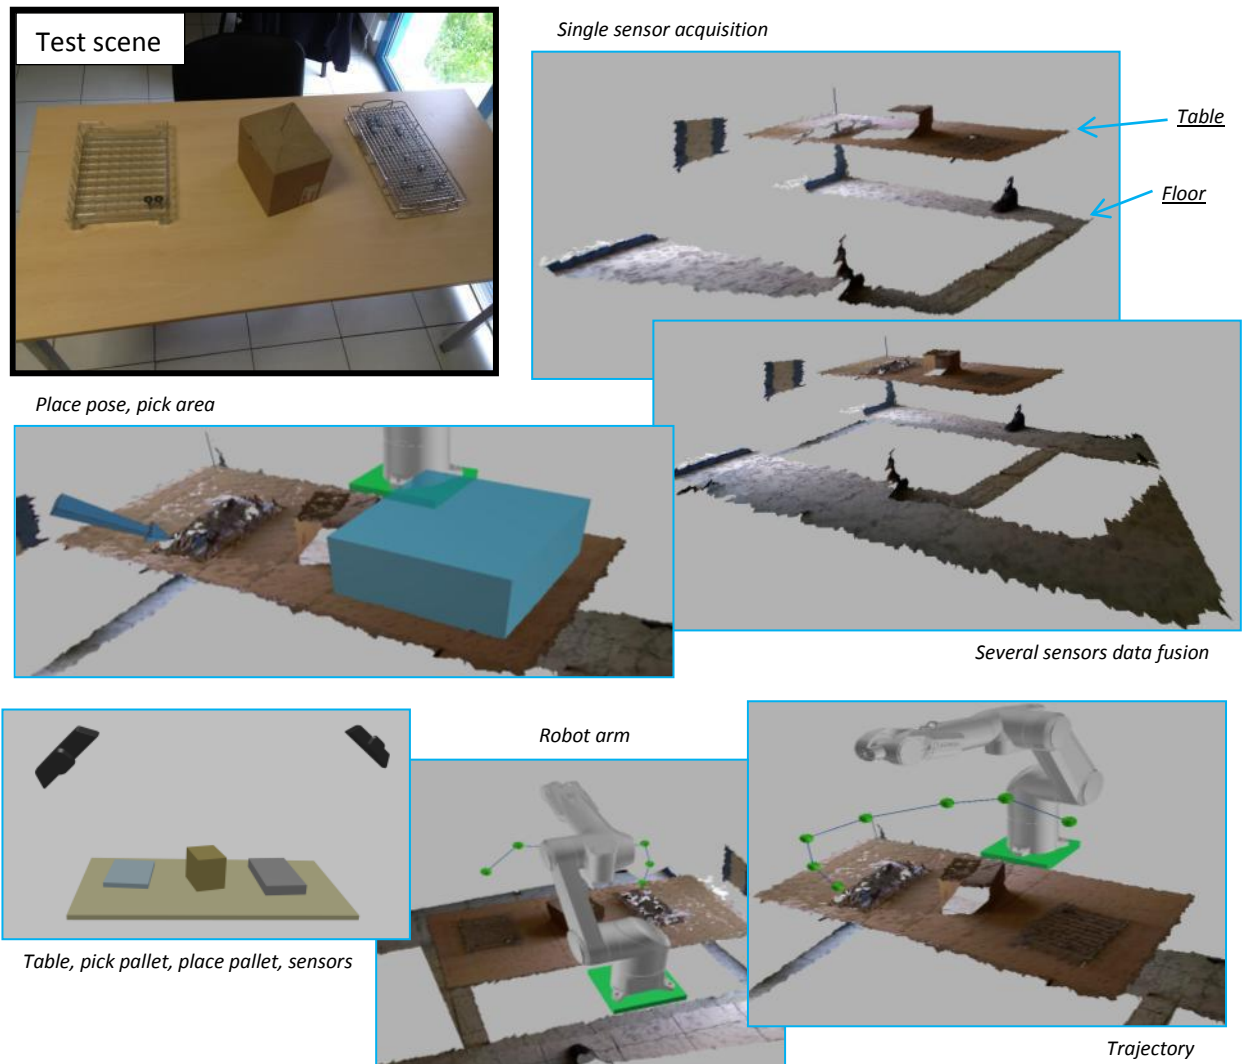 Test scene
Single sensor acquisition
Table
Floor
Place pose, pick area
Several sensors data fusion
Robot arm
Table, pick pallet, place pallet, sensors
Trajectory